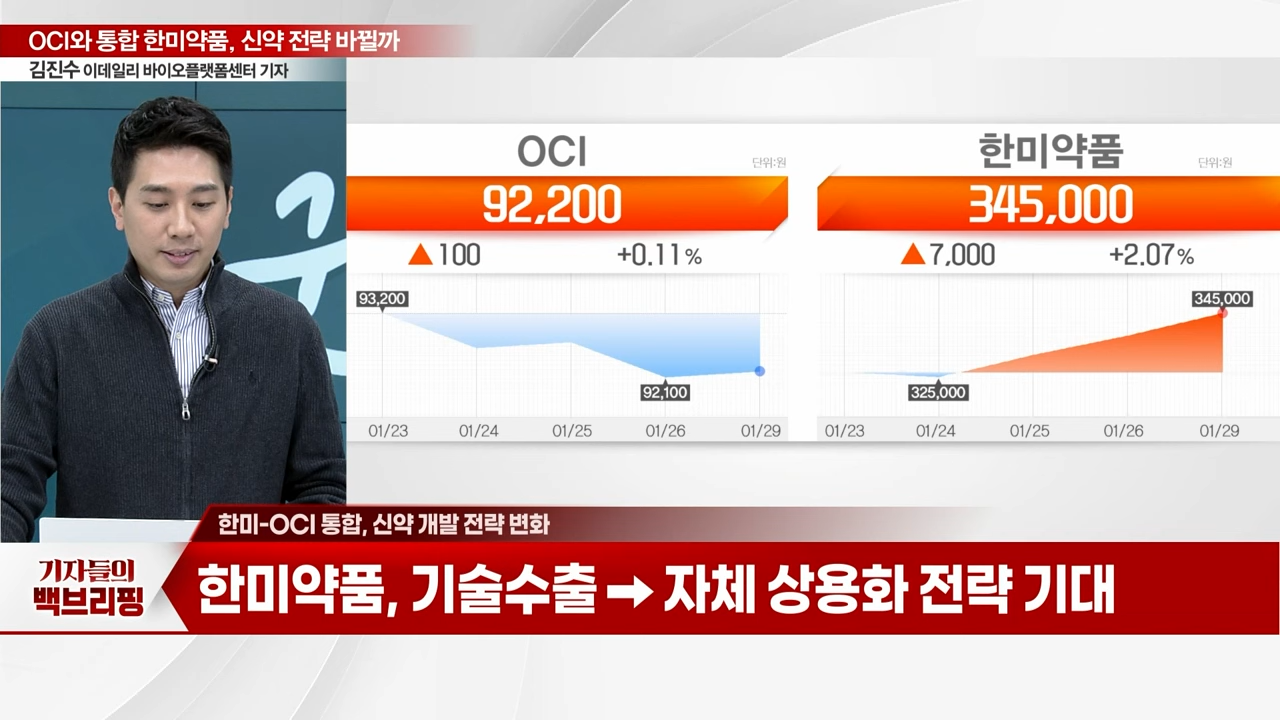 OCI와 통합 한미약품, 신약 전략 바뀔까
김진수 이데일리 바이오플랫폼센터 기자
OCI
단위:원
92,200
▲100 +0.11%
93,200
92,100
01/23 01/24 01/25 01/26 01/29
한미약품
단위:원
345,000
▲7,000 +2.07%
345,000
325,000
01/23 01/24 01/25 01/26 01/29
한미-OCI 통합, 신약 개발 전략 변화
기자들의
백브리핑
한미약품, 기술수출 ➡ 자체 상용화 전략 기대